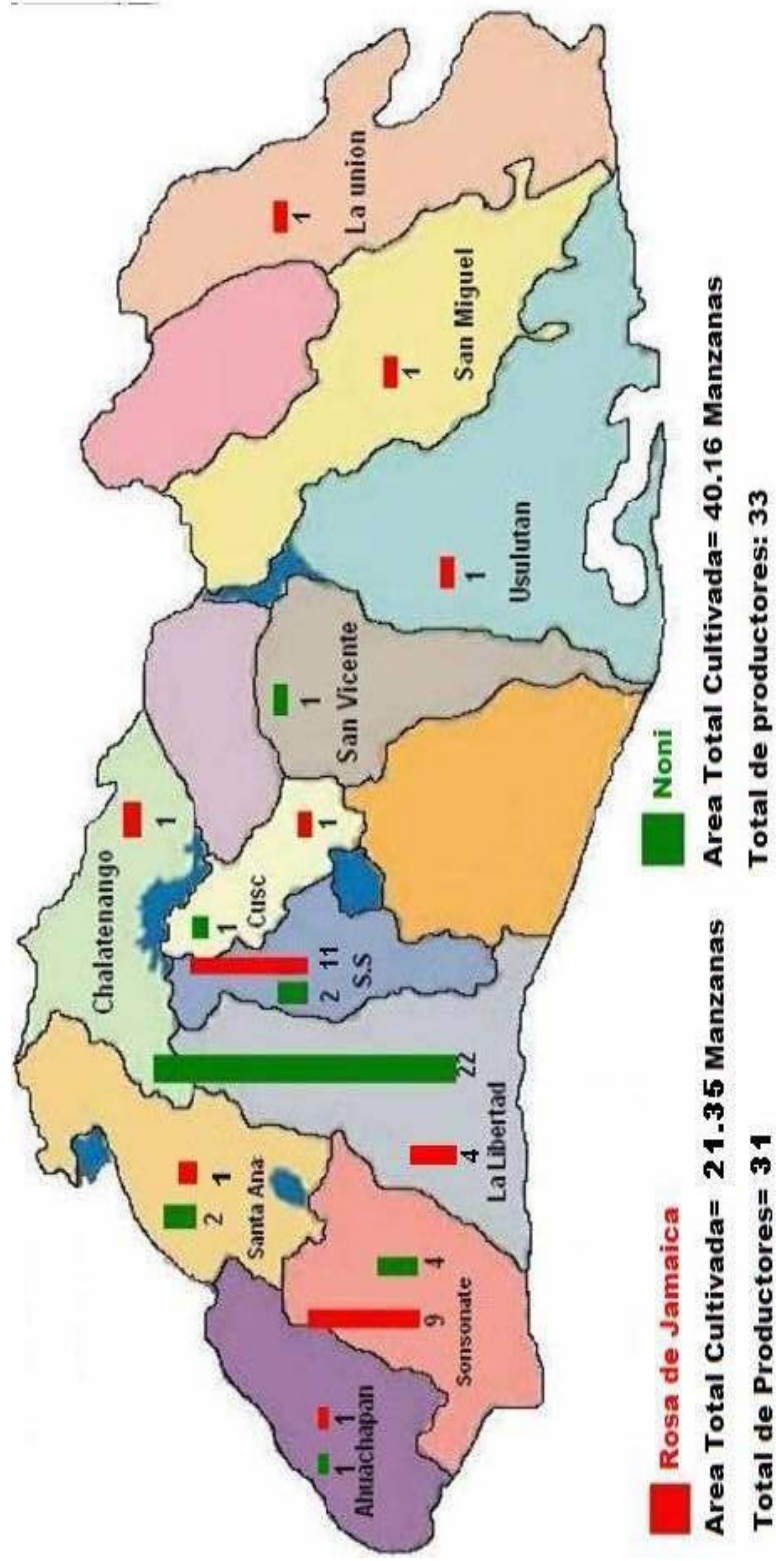 Chalatenango
1
Santa Ana
2
1
Ahuachapan
1
1
Sonsonate
9
4
La Libertad
4
22
S.S
2
11
Cusc
1
1
San Vicente
1
Usulutan
1
San Miguel
1
La union
1
Rosa de Jamaica
Area Total Cultivada= 21.35 Manzanas
Total de Productores= 31
Noni
Area Total Cultivada= 40.16 Manzanas
Total de productores: 33